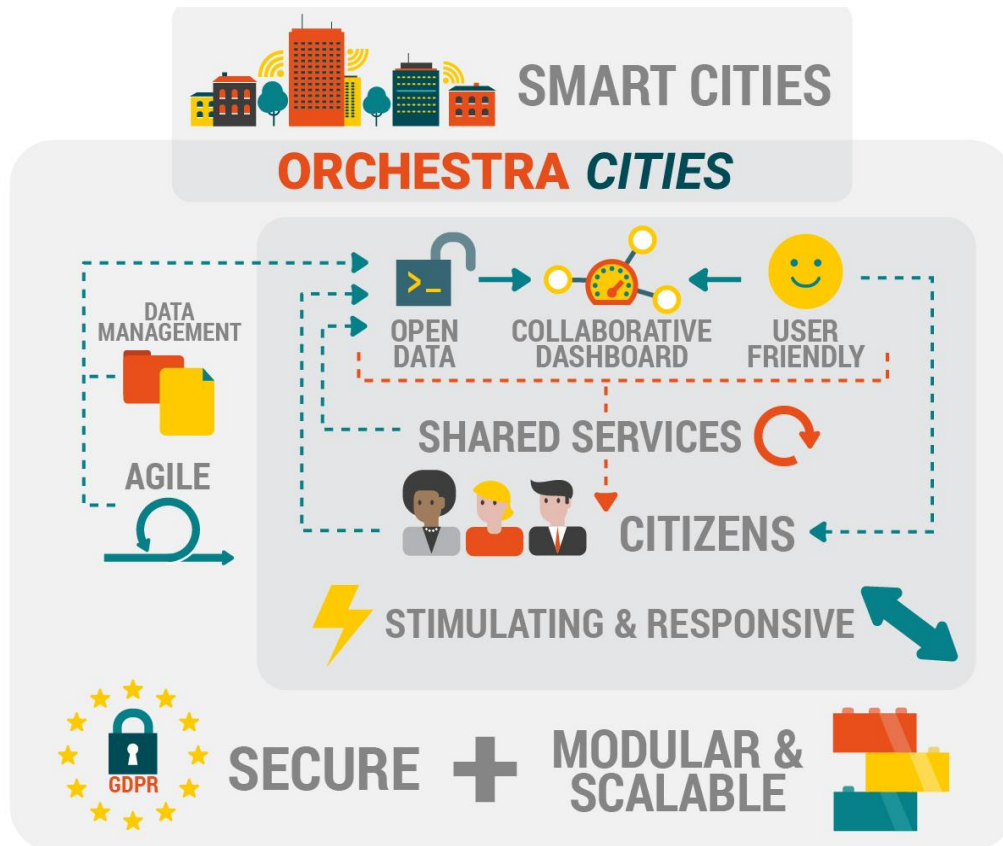 SMART CITIES
ORCHESTRA CITIES
DATA
MANAGEMENT
AGILE
>_
OPEN
DATA
COLLABORATIVE
DASHBOARD
USER
FRIENDLY
SHARED SERVICES
CITIZENS
STIMULATING & RESPONSIVE
GDPR
SECURE
+
MODULAR &
SCALABLE